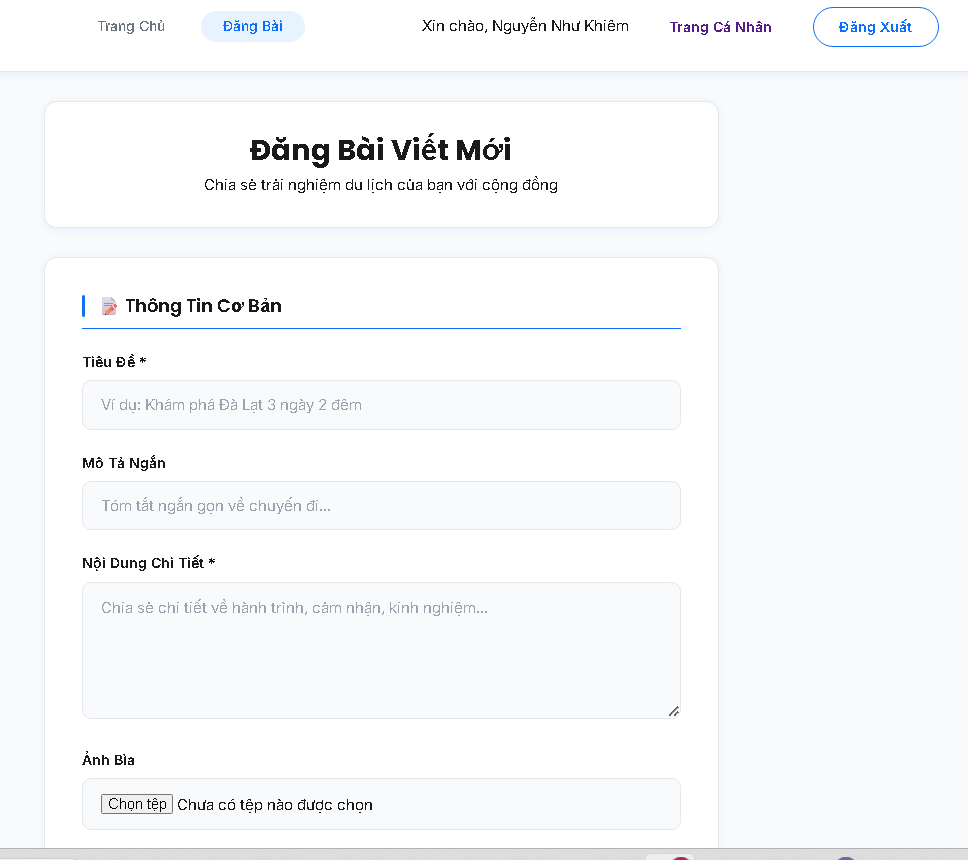 Trang Chủ Đăng Bài Xin chào, Nguyễn Như Khiêm Trang Cá Nhân Đăng Xuất
Đăng Bài Viết Mới
Chia sẻ trải nghiệm du lịch của bạn với cộng đồng
Thông Tin Cơ Bản
Tiêu Đề *
Ví dụ: Khám phá Đà Lạt 3 ngày 2 đêm
Mô Tả Ngắn
Tóm tắt ngắn gọn về chuyến đi...
Nội Dung Chi Tiết *
Chia sẻ chi tiết về hành trình, cảm nhận, kinh nghiệm...
Ảnh Bìa
Chọn tệp Chưa có tệp nào được chọn